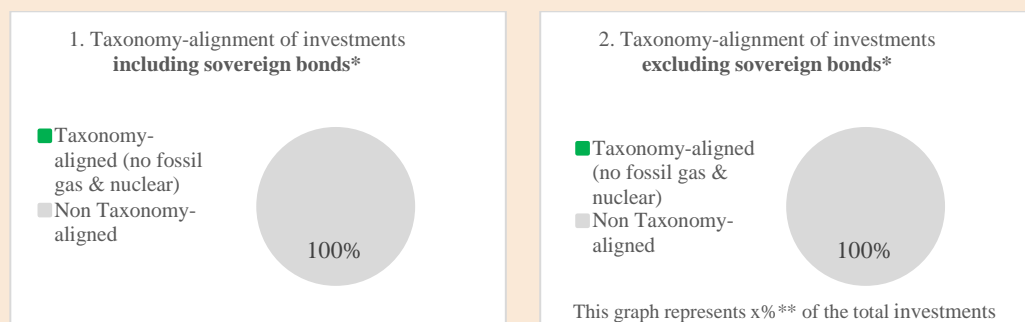 1. Taxonomy-alignment of investments
including sovereign bonds*
Taxonomy-
aligned (no fossil
gas & nuclear)
Non Taxonomy-
aligned
100%
2. Taxonomy-alignment of investments
excluding sovereign bonds*
Taxonomy-aligned
(no fossil gas &
nuclear)
Non Taxonomy-
aligned
100%
This graph represents x%** of the total investments